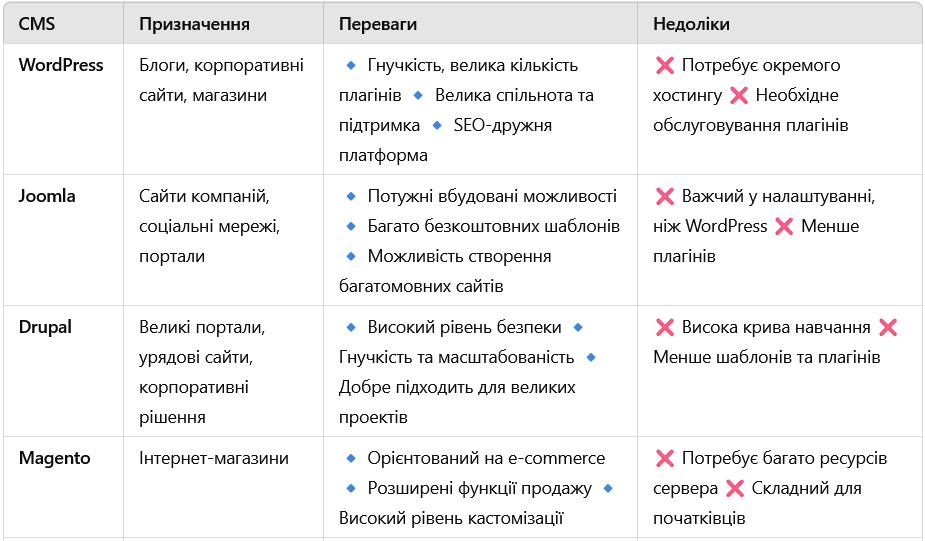 CMS Призначення Переваги Недоліки
WordPress
Блоги, корпоративні
сайти, магазини
🔹 Гнучкість, велика кількість
плагінів 🔹 Велика спільнота та
підтримка 🔹 SEO-дружня
платформа
❌ Потребує окремого
хостингу ❌ Необхідне
обслуговування плагінів
Joomla
Сайти компаній,
соціальні мережі,
портали
🔹 Потужні вбудовані можливості
🔹 Багато безкоштовних шаблонів
🔹 Можливість створення
багатомовних сайтів
❌ Важчий у налаштуванні,
ніж WordPress ❌ Менше
плагінів
Drupal
Великі портали,
урядові сайти,
корпоративні
рішення
🔹 Високий рівень безпеки 🔹
Гнучкість та масштабованість 🔹
Добре підходить для великих
проектів
❌ Висока крива навчання ❌
Менше шаблонів та плагінів
Magento
Інтернет-магазини
🔹 Орієнтований на e-commerce
🔹 Розширені функції продажу 🔹
Високий рівень кастомізації
❌ Потребує багато ресурсів
сервера ❌ Складний для
початківців